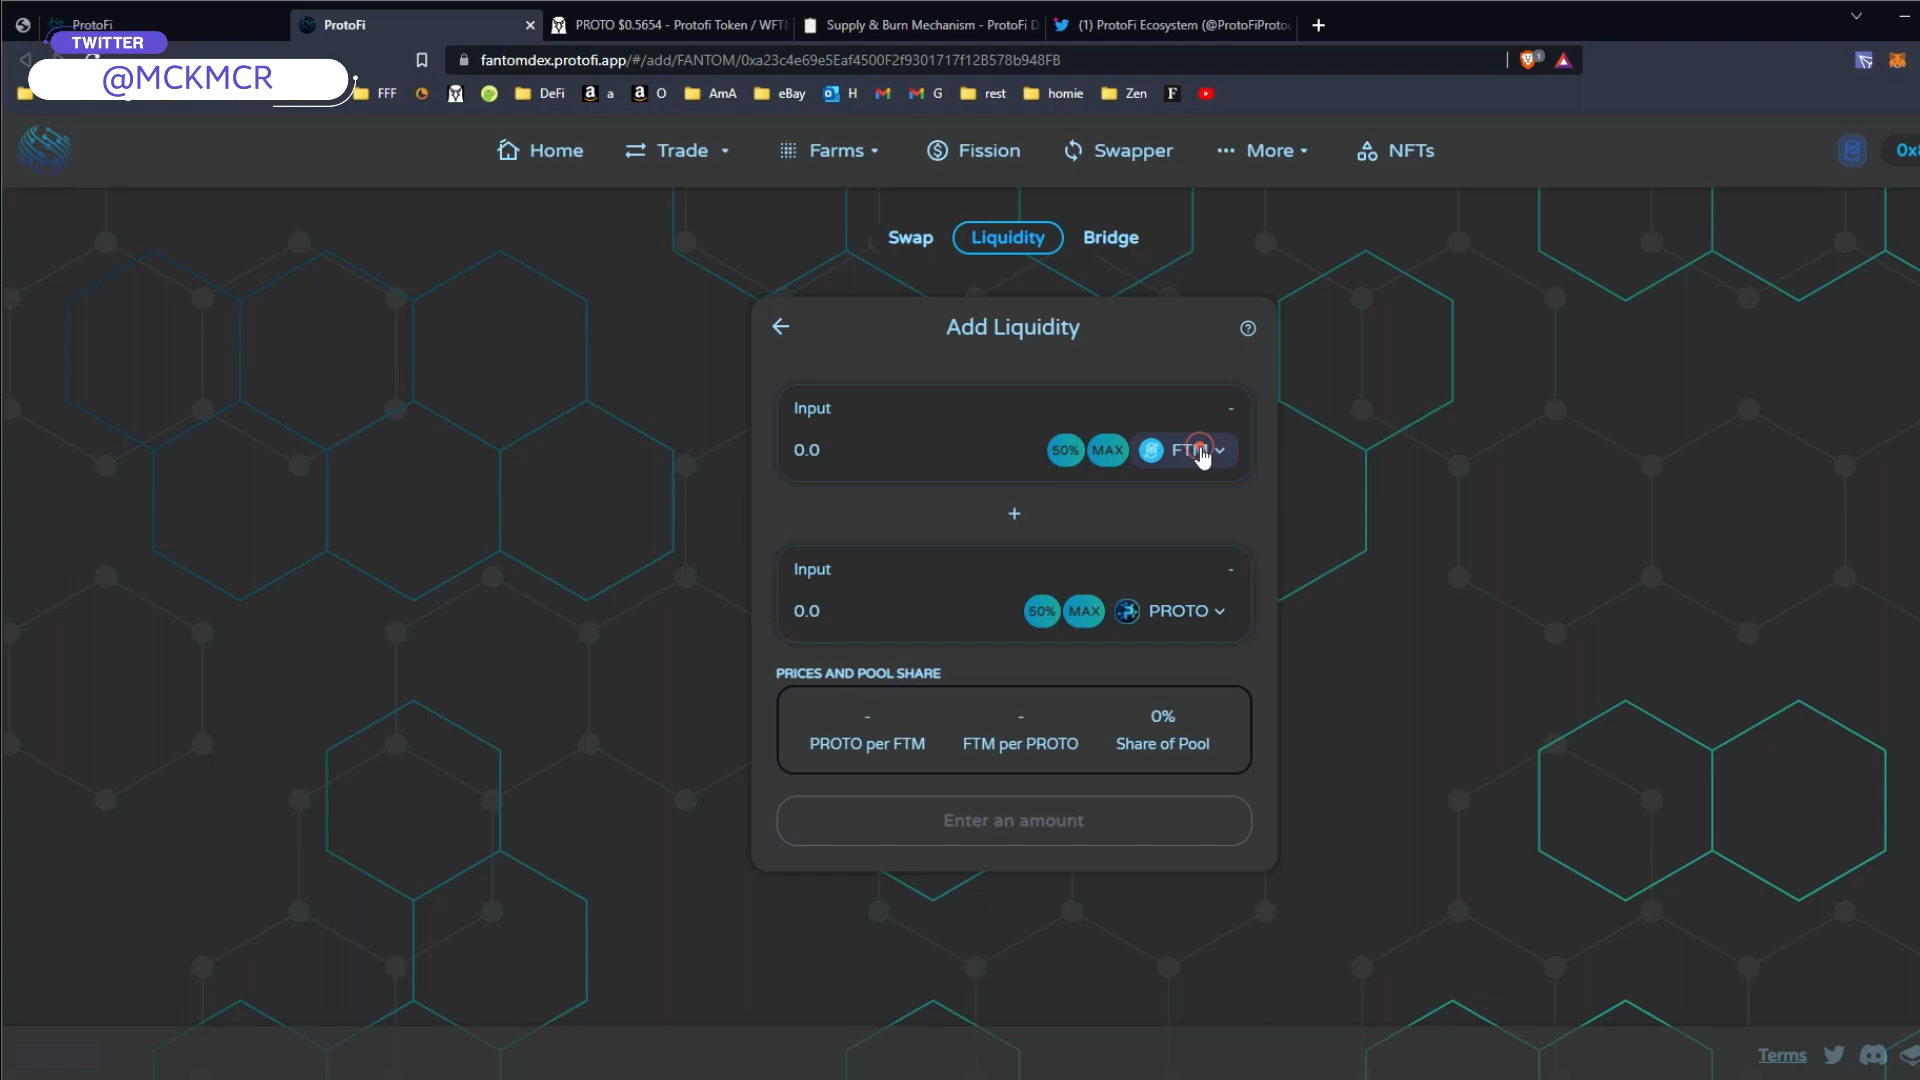 ProtoFi
ProtoFi
PROTO $0.5654 - Protofi Token / WFTM
Supply & Burn Mechanism - ProtoFi D
(1) ProtoFi Ecosystem (@ProtoFiProto
TWITTER
@MCKMCR
fantomdex.protofi.app/#/add/FANTOM/0xa23c4e69e5Eaf4500F2f9301717f12B578b948FB
FFF
DeFi
a
O
AmA
eBay
H
G
rest
homie
Zen
F
Home
Trade
Farms
Fission
Swapper
More
NFTs
Swap
Liquidity
Bridge
Add Liquidity
Input
-
0.0
50%
MAX
FTM
+
Input
-
0.0
50%
MAX
PROTO
PRICES AND POOL SHARE
- - 0%
PROTO per FTM FTM per PROTO Share of Pool
Enter an amount
Terms